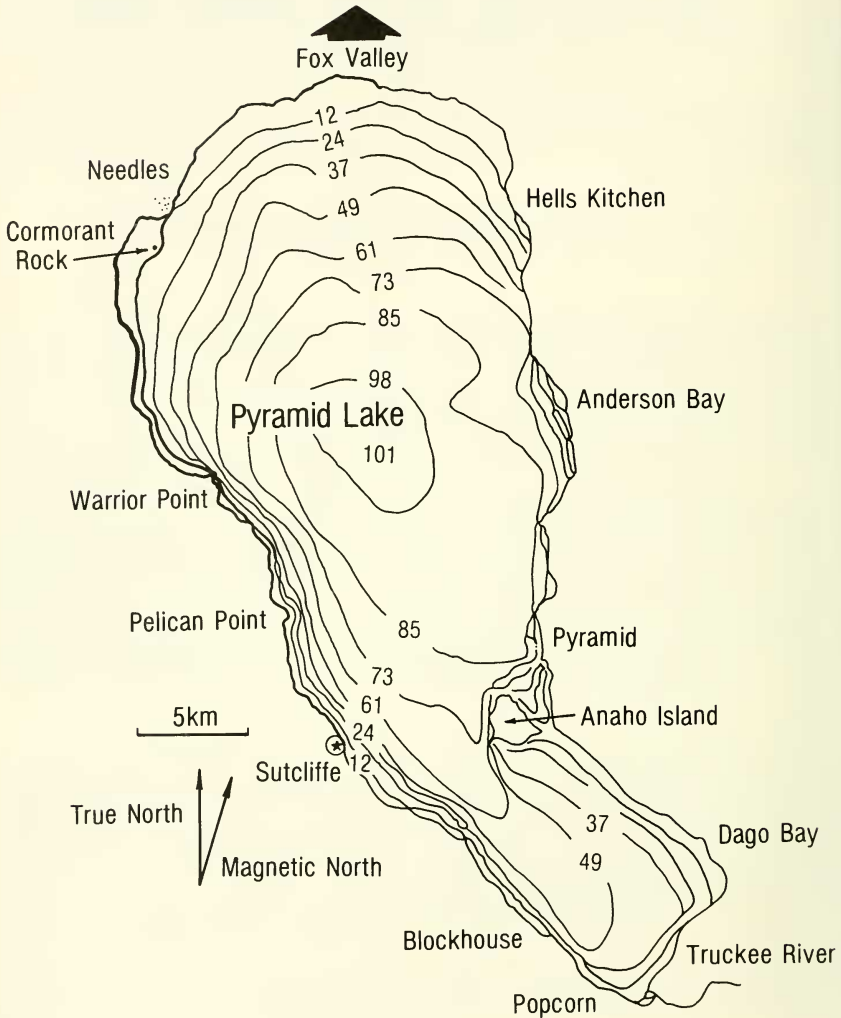 Fox Valley
12
24
37
Needles
49
Hells Kitchen
Cormorant
Rock
61
73
85
98
Anderson Bay
Pyramid Lake
101
Warrior Point
Pelican Point
85
Pyramid
73
61
5km
Anaho Island
24
Sutcliffe
12
True North
37
Dago Bay
49
Magnetic North
Blockhouse
Truckee River
Popcorn